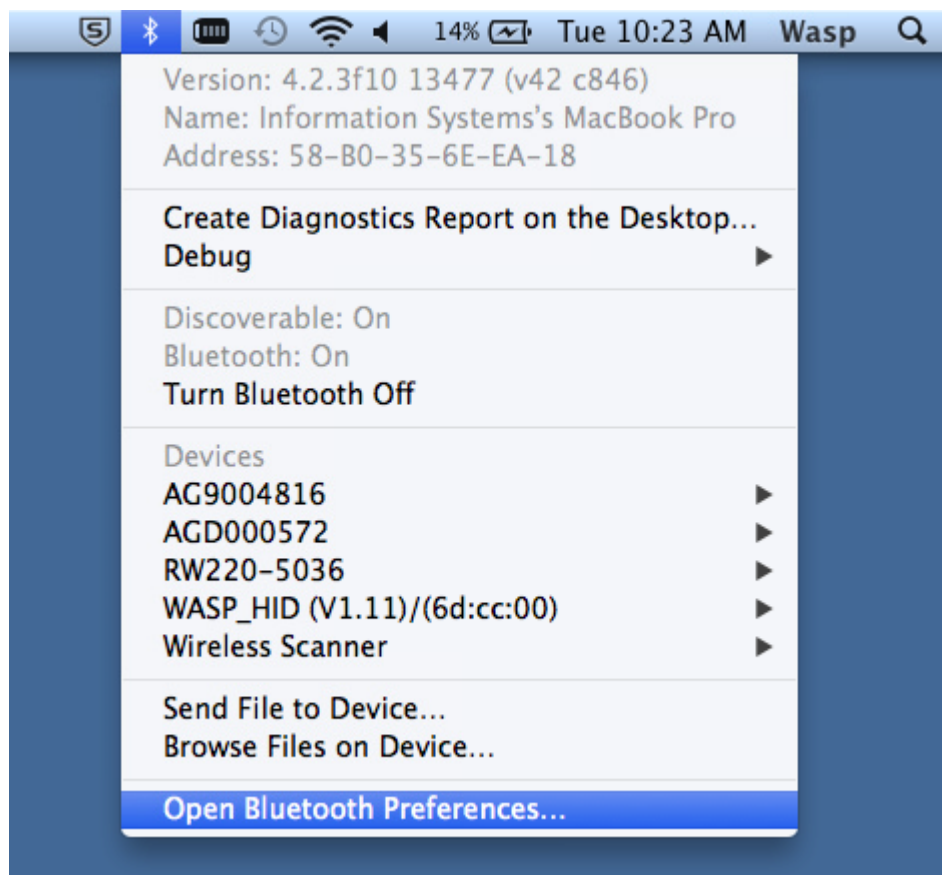 S 14% Tue 10:23 AM Wasp
Version: 4.2.3f10 13477 (v42 c846)
Name: Information Systems's MacBook Pro
Address: 58-B0-35-6E-EA-18
Create Diagnostics Report on the Desktop...
Debug
Discoverable: On
Bluetooth: On
Turn Bluetooth Off
Devices
AG9004816
AGD000572
RW220-5036
WASP_HID (V1.11)/(6d:cc:00)
Wireless Scanner
Send File to Device...
Browse Files on Device...
Open Bluetooth Preferences...